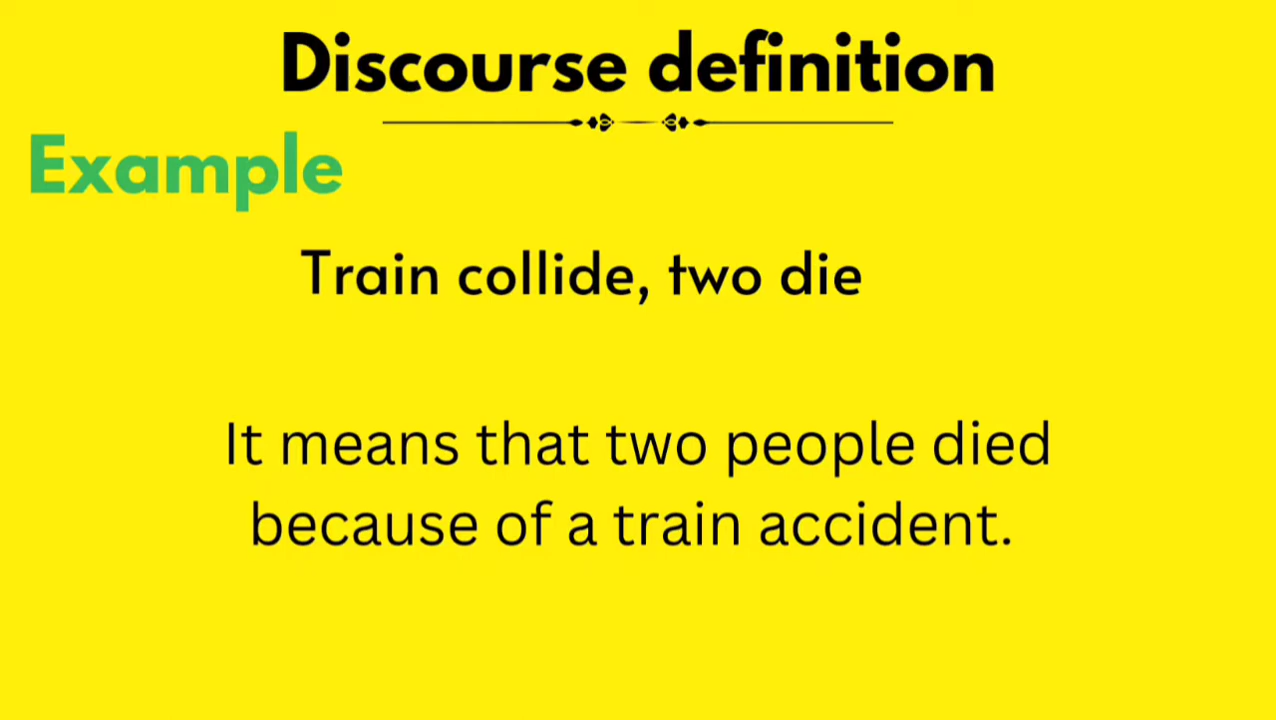 Discourse definition
Example
Train collide, two die
It means that two people died
because of a train accident.